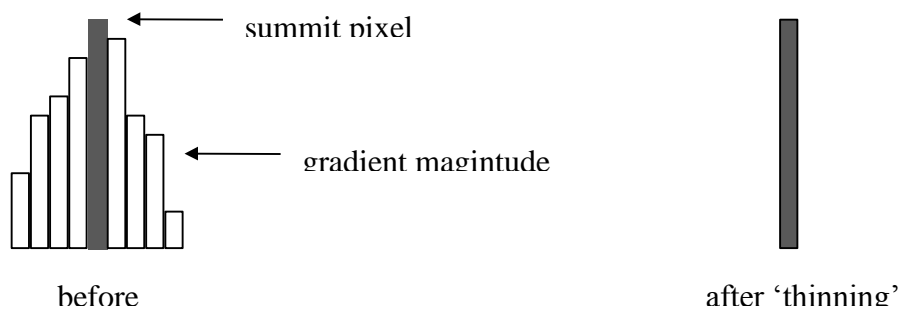 summit pixel
gradient magintude
before
after ‘thinning’